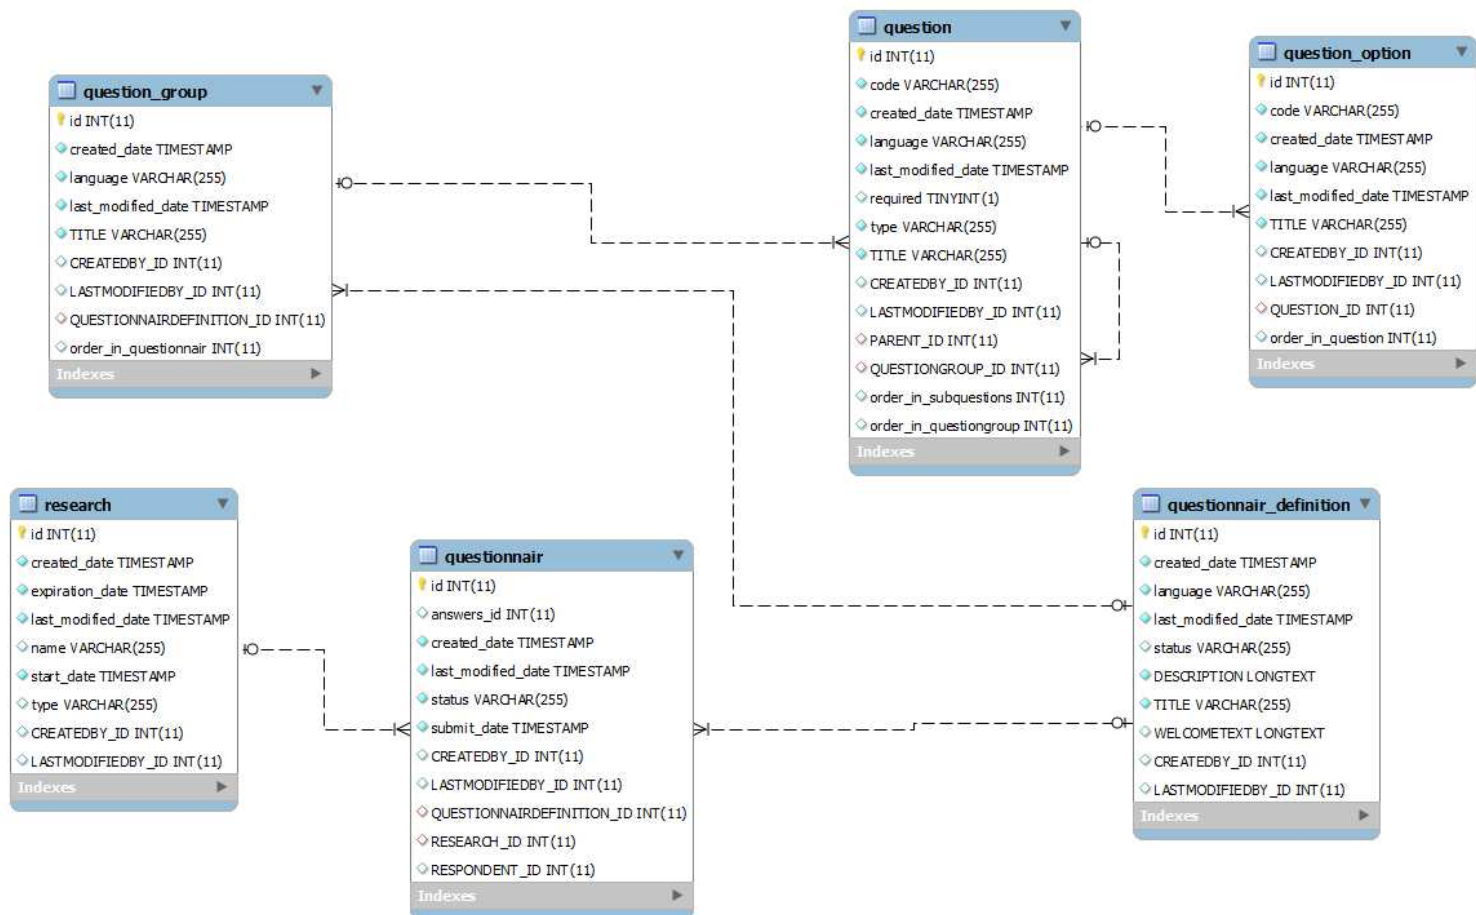 question_group
id INT(11)
created_date TIMESTAMP
language VARCHAR(255)
last_modified_date TIMESTAMP
TITLE VARCHAR(255)
CREATEDBY_ID INT(11)
LASTMODIFIEDBY_ID INT(11)
QUESTIONNAIRDEFINITION_ID INT(11)
order_in_questionnair INT(11)
Indexes
question
id INT(11)
code VARCHAR(255)
created_date TIMESTAMP
language VARCHAR(255)
last_modified_date TIMESTAMP
required TINYINT(1)
type VARCHAR(255)
TITLE VARCHAR(255)
CREATEDBY_ID INT(11)
LASTMODIFIEDBY_ID INT(11)
PARENT_ID INT(11)
QUESTIONGROUP_ID INT(11)
order_in_subquestions INT(11)
order_in_questiongroup INT(11)
Indexes
question_option
id INT(11)
code VARCHAR(255)
created_date TIMESTAMP
language VARCHAR(255)
last_modified_date TIMESTAMP
TITLE VARCHAR(255)
CREATEDBY_ID INT(11)
LASTMODIFIEDBY_ID INT(11)
QUESTION_ID INT(11)
order_in_question INT(11)
Indexes
research
id INT(11)
created_date TIMESTAMP
expiration_date TIMESTAMP
last_modified_date TIMESTAMP
name VARCHAR(255)
start_date TIMESTAMP
type VARCHAR(255)
CREATEDBY_ID INT(11)
LASTMODIFIEDBY_ID INT(11)
Indexes
questionnair
id INT(11)
answers_id INT(11)
created_date TIMESTAMP
last_modified_date TIMESTAMP
status VARCHAR(255)
submit_date TIMESTAMP
CREATEDBY_ID INT(11)
LASTMODIFIEDBY_ID INT(11)
QUESTIONNAIRDEFINITION_ID INT(11)
RESEARCH_ID INT(11)
RESPONDENT_ID INT(11)
Indexes
questionnair_definition
id INT(11)
created_date TIMESTAMP
language VARCHAR(255)
last_modified_date TIMESTAMP
status VARCHAR(255)
DESCRIPTION LONGTEXT
TITLE VARCHAR(255)
WELCOMETEXT LONGTEXT
CREATEDBY_ID INT(11)
LASTMODIFIEDBY_ID INT(11)
Indexes